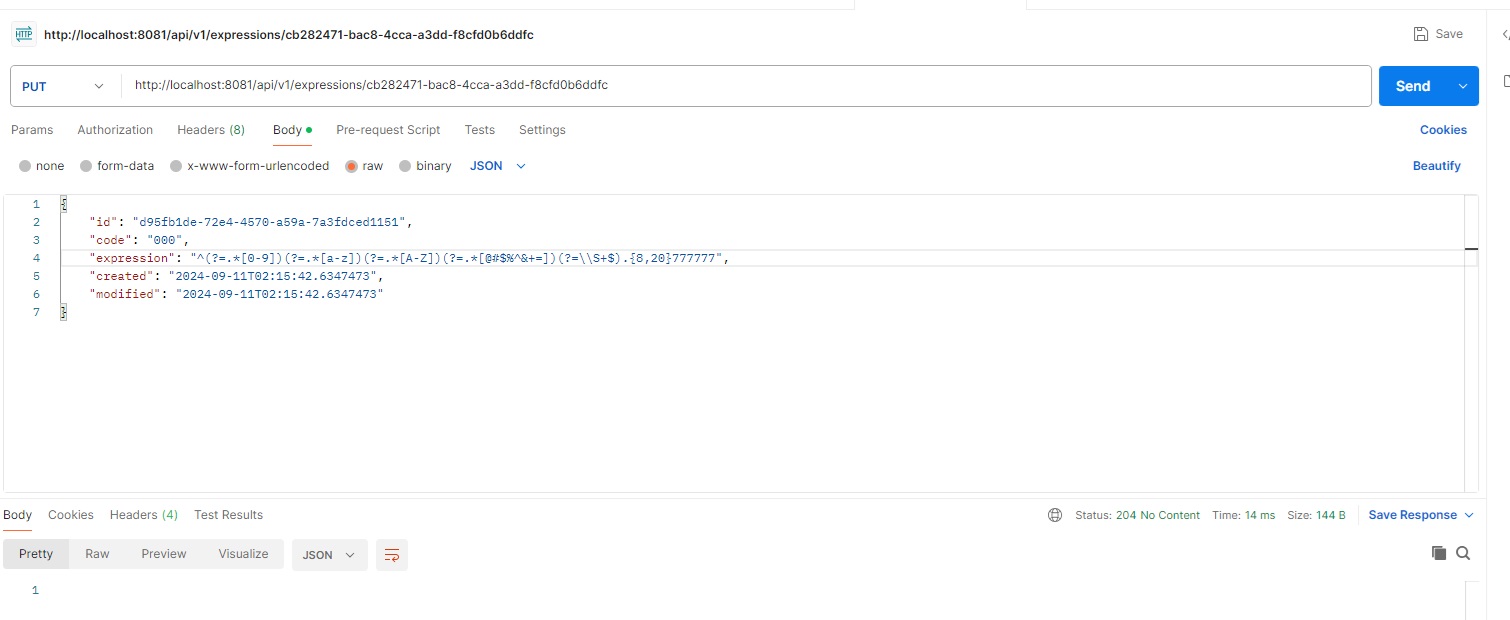 HTTP http://localhost:8081/api/v1/expressions/cb282471-bac8-4cca-a3dd-f8cfd0b6ddfc Save
PUT http://localhost:8081/api/v1/expressions/cb282471-bac8-4cca-a3dd-f8cfd0b6ddfc Send
Params Authorization Headers (8) Body Pre-request Script Tests Settings Cookies
none form-data x-www-form-urlencoded raw binary JSON Beautify
1 {
2 "id": "d95fb1de-72e4-4570-a59a-7a3fdced1151",
3 "code": "000",
4 "expression": "^(?=.*[0-9])(?=.*[a-z])(?=.*[A-Z])(?=.*[@#$%^&+=])(?=\\S+$).{8,20}777777",
5 "created": "2024-09-11T02:15:42.6347473",
6 "modified": "2024-09-11T02:15:42.6347473"
7 }
Body Cookies Headers (4) Test Results Status: 204 No Content Time: 14 ms Size: 144 B Save Response
Pretty Raw Preview Visualize JSON
1